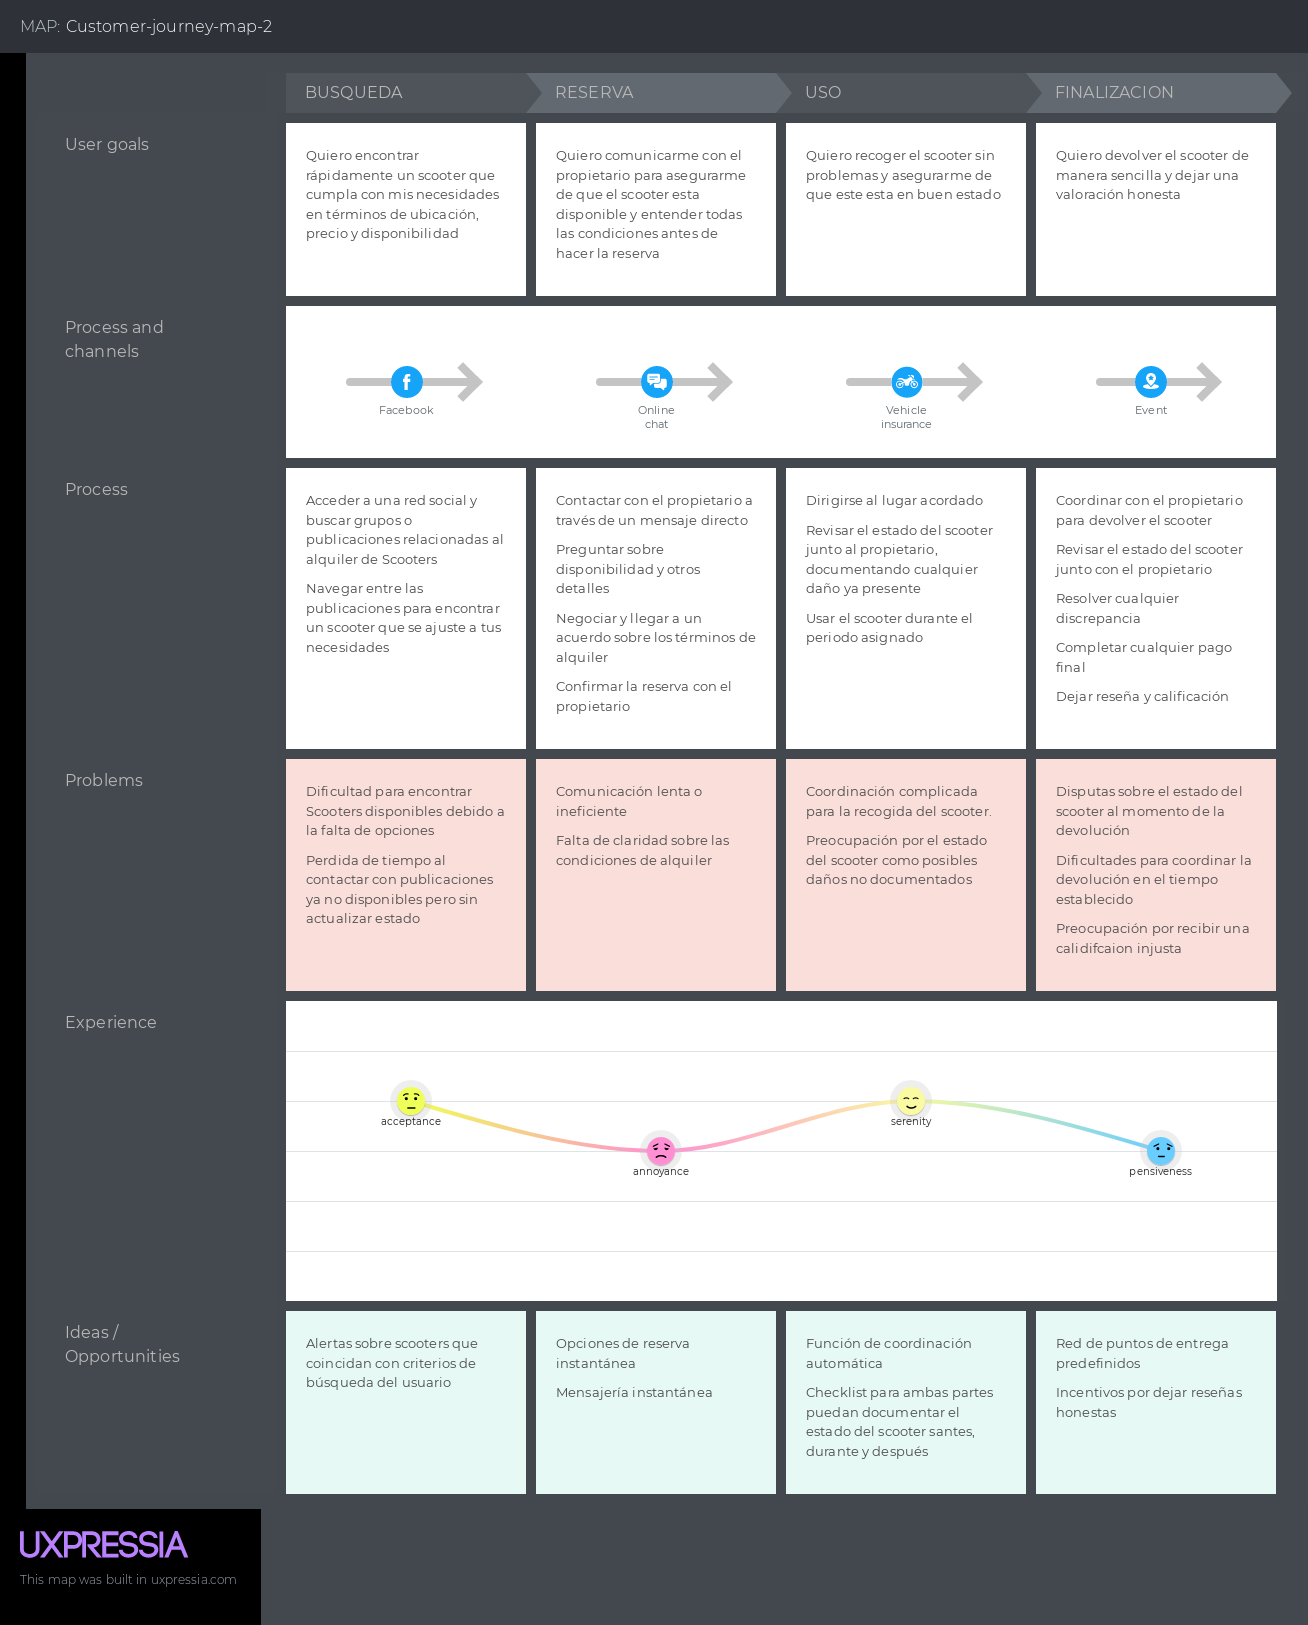 MAP: Customer-journey-map-2
BUSQUEDA
RESERVA
USO
FINALIZACION
User goals
Quiero encontrar
rápidamente un scooter que
cumpla con mis necesidades
en términos de ubicación,
precio y disponibilidad
Quiero comunicarme con el
propietario para asegurarme
de que el scooter esta
disponible y entender todas
las condiciones antes de
hacer la reserva
Quiero recoger el scooter sin
problemas y asegurarme de
que este esta en buen estado
Quiero devolver el scooter de
manera sencilla y dejar una
valoración honesta
Process and
channels
Facebook
Online
chat
Vehicle
insurance
Event
Process
Acceder a una red social y
buscar grupos o
publicaciones relacionadas al
alquiler de Scooters
Navegar entre las
publicaciones para encontrar
un scooter que se ajuste a tus
necesidades
Contactar con el propietario a
través de un mensaje directo
Preguntar sobre
disponibilidad y otros
detalles
Negociar y llegar a un
acuerdo sobre los términos de
alquiler
Confirmar la reserva con el
propietario
Dirigirse al lugar acordado
Revisar el estado del scooter
junto al propietario,
documentando cualquier
daño ya presente
Usar el scooter durante el
periodo asignado
Coordinar con el propietario
para devolver el scooter
Revisar el estado del scooter
junto con el propietario
Resolver cualquier
discrepancia
Completar cualquier pago
final
Dejar reseña y calificación
Problems
Dificultad para encontrar
Scooters disponibles debido a
la falta de opciones
Perdida de tiempo al
contactar con publicaciones
ya no disponibles pero sin
actualizar estado
Comunicación lenta o
ineficiente
Falta de claridad sobre las
condiciones de alquiler
Coordinación complicada
para la recogida del scooter.
Preocupación por el estado
del scooter como posibles
daños no documentados
Disputas sobre el estado del
scooter al momento de la
devolución
Dificultades para coordinar la
devolución en el tiempo
establecido
Preocupación por recibir una
calidifcaion injusta
Experience
acceptance
annoyance
serenity
pensiveness
Ideas /
Opportunities
Alertas sobre scooters que
coincidan con criterios de
búsqueda del usuario
Opciones de reserva
instantánea
Mensajería instantánea
Función de coordinación
automática
Checklist para ambas partes
puedan documentar el
estado del scooter santes,
durante y después
Red de puntos de entrega
predefinidos
Incentivos por dejar reseñas
honestas
UXPRESSIA
This map was built in uxpressia.com